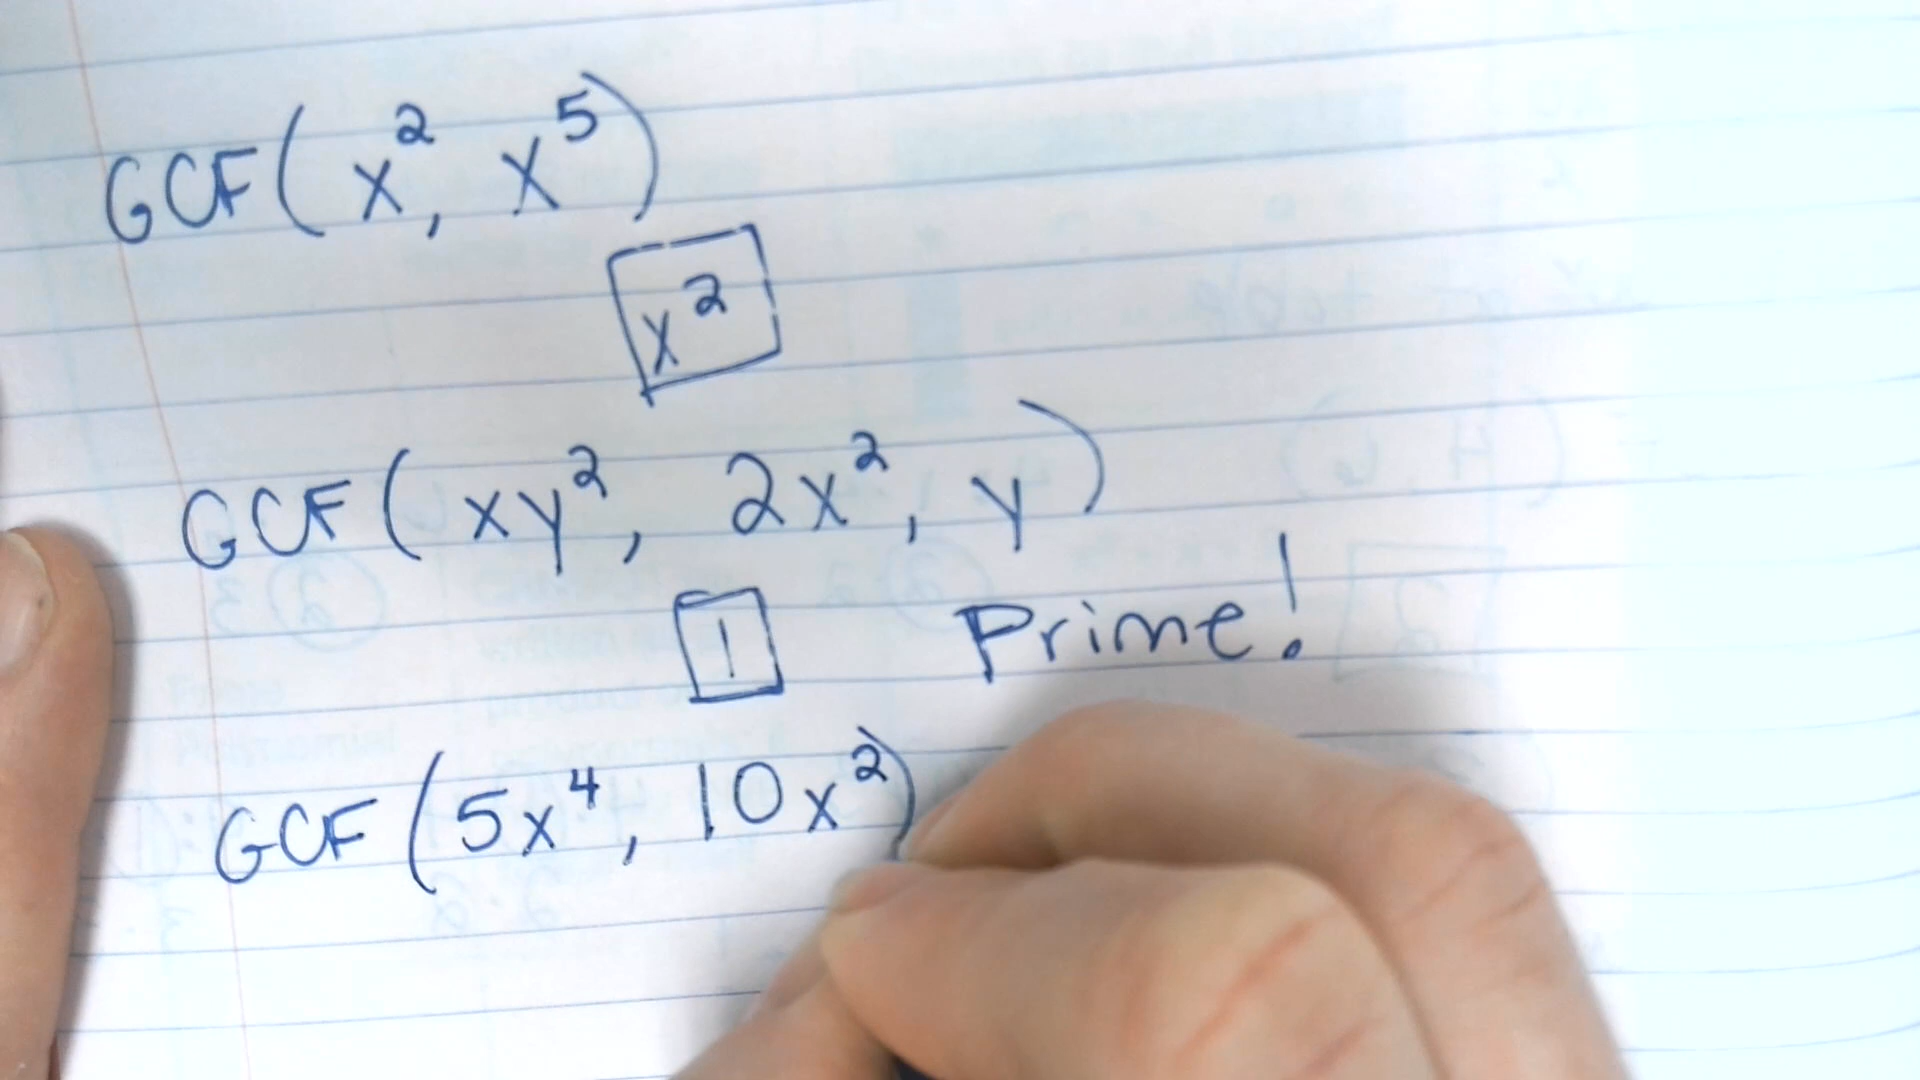 GCF(x², x⁵)
x²
GCF(xy², 2x², y)
1 Prime!
GCF(5x⁴, 10x²)